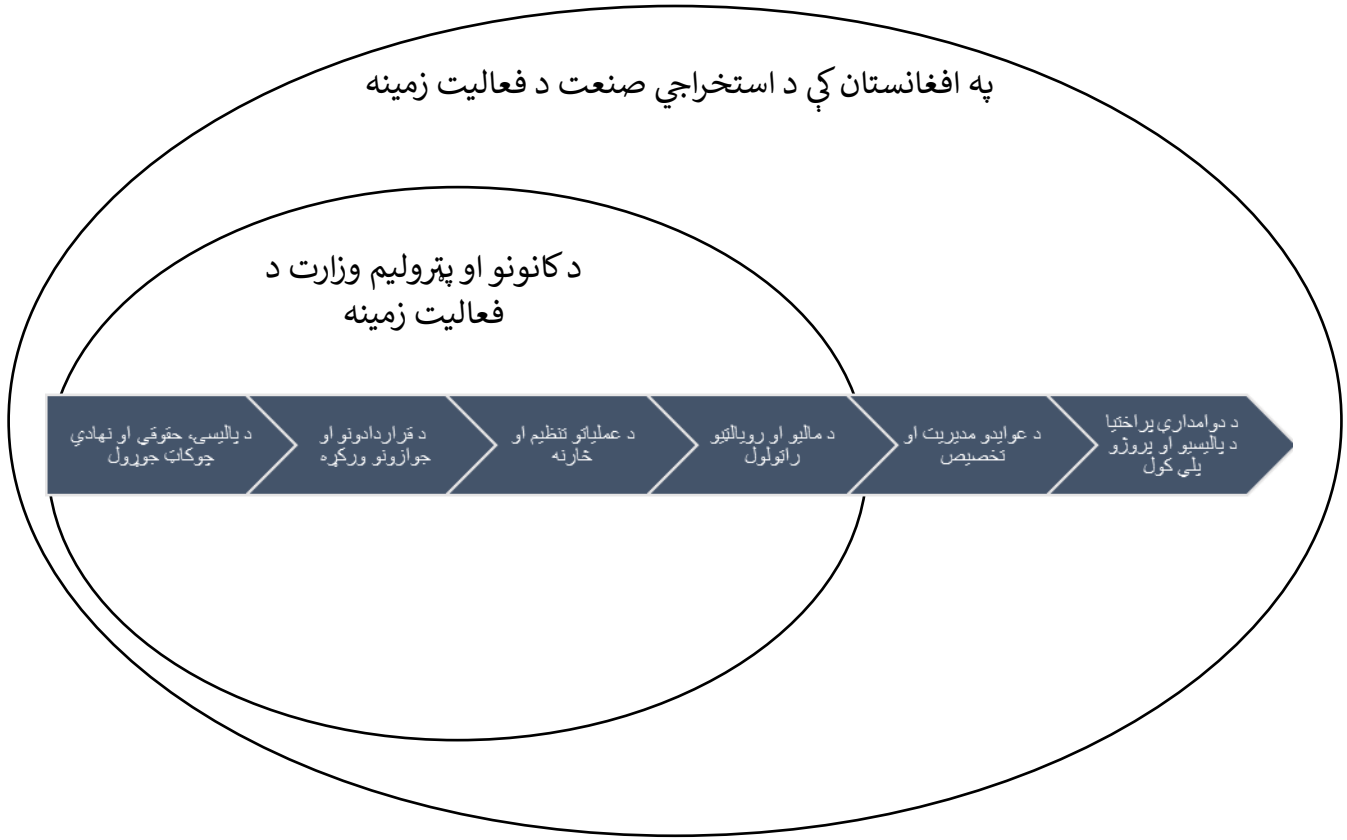 په افغانستان کې د استخراجي صنعت د فعالیت زمینه
د کانونو او پټرولیم وزارت د
فعالیت زمینه
د پالیسۍ، حقوقي او نهادي
چوکاټ جوړول
د قراردادونو او
جوازونو ورکړه
د عملیاتو تنظیم او
څارنه
د مالیو او رویالټیو
راټولول
د عوایدو مدیریت او
تخصیص
د دوامداري پراختیا
د پالیسیو او پروژو
پلي کول